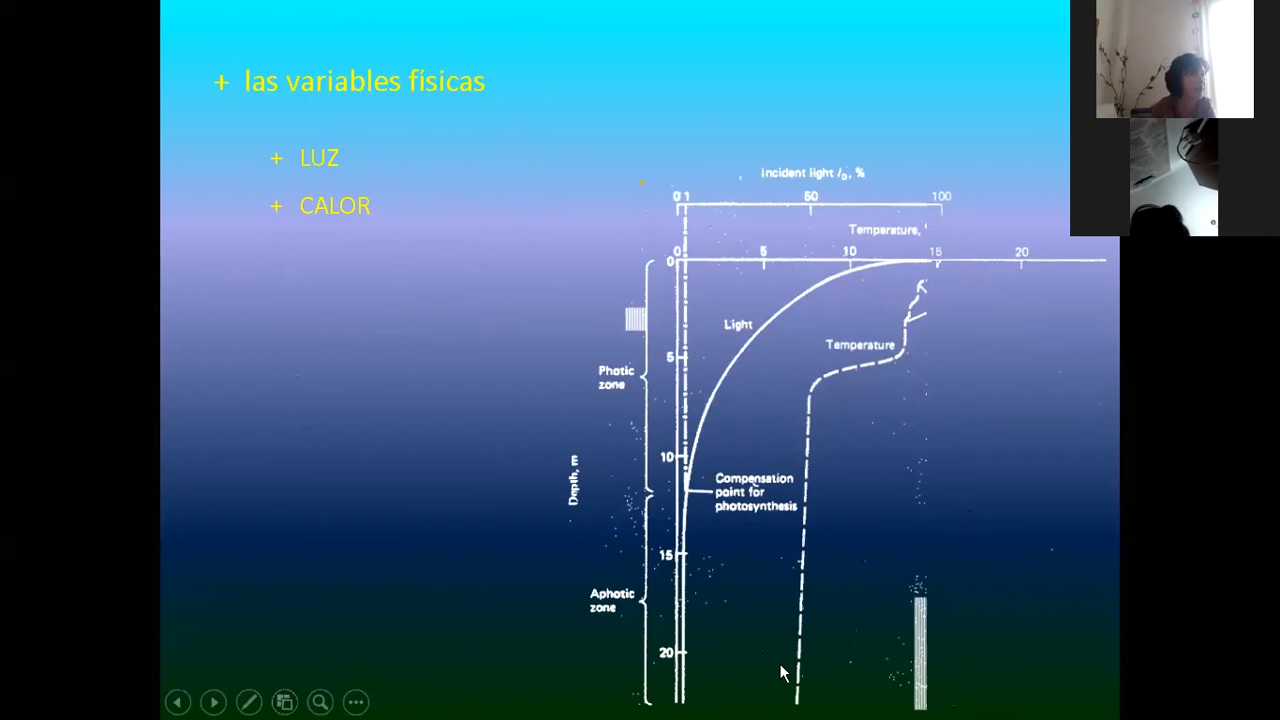 + las variables físicas
+ LUZ
+ CALOR
Incident light I₀, %
0 1 50 100
Temperature,
0 5 10 15 20
0
Light
Temperature
5
Photic
zone
10
Depth, m
Compensation
point for
photosynthesis
15
Aphotic
zone
20